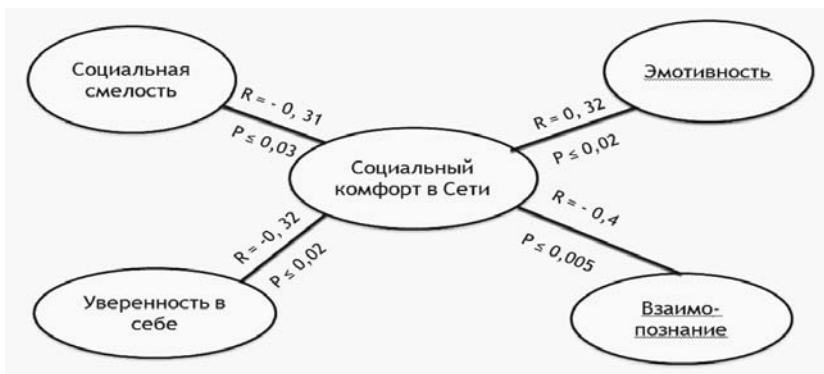 Социальная
смелость
Эмотивность
R = - 0, 31
P ≤ 0,03
R = 0, 32
P ≤ 0,02
Социальный
комфорт в Сети
R = -0, 32
P ≤ 0,02
R = - 0,4
P ≤ 0,005
Уверенность в
себе
Взаимо-
познание